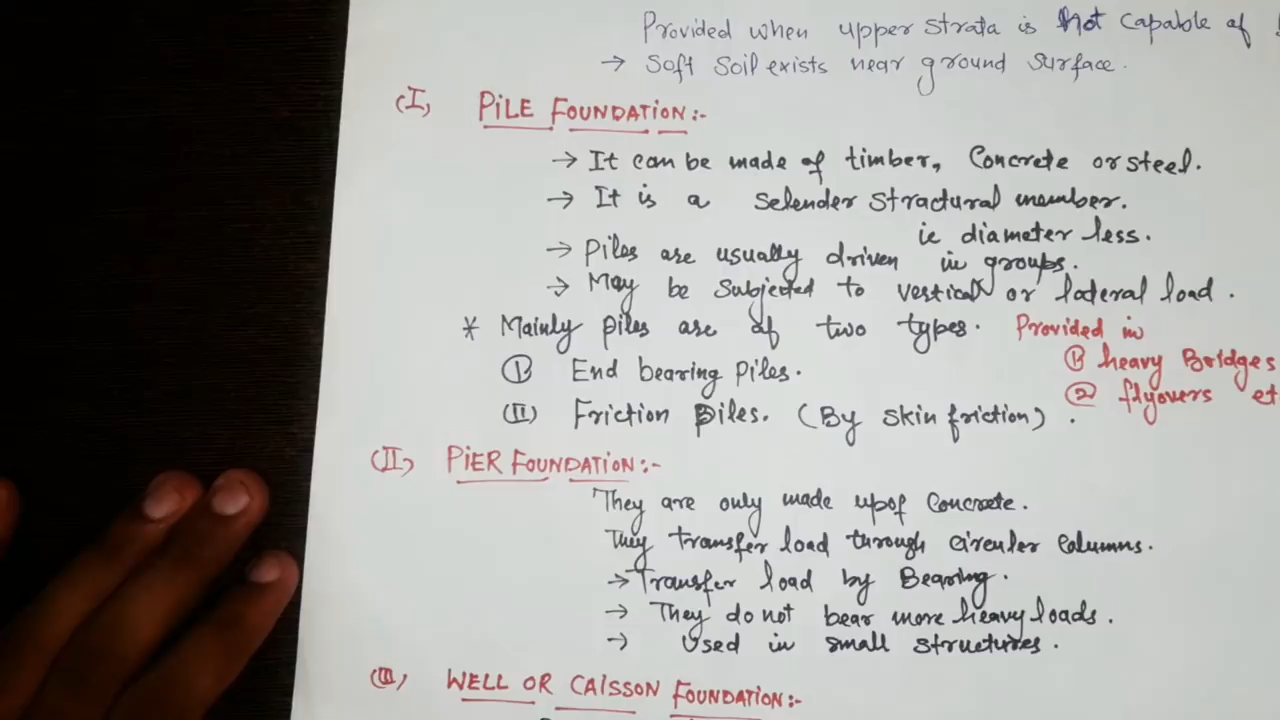 Provided when upper strata is not capable of
→ Soft soil exists near ground surface.
(I) PILE FOUNDATION:-
→ It can be made of timber, Concrete or steel.
→ It is a Selender Stractural member.
ie diameter less.
→ Piles are usually driven in groups.
→ May be subjected to vertical or lateral load.
* Mainly piles are of two types.
Provided in
① heavy Bridges
② flyovers et
(I) End bearing Piles.
(II) Friction Piles. (By skin friction).
(II) PIER FOUNDATION:-
They are only made upof Concrete.
They transfer load through circuler Columns.
→ Transfer load by Bearing.
→ They do not bear more heavy loads.
→ Used in small structures.
(III) WELL OR CAISSON FOUNDATION:-